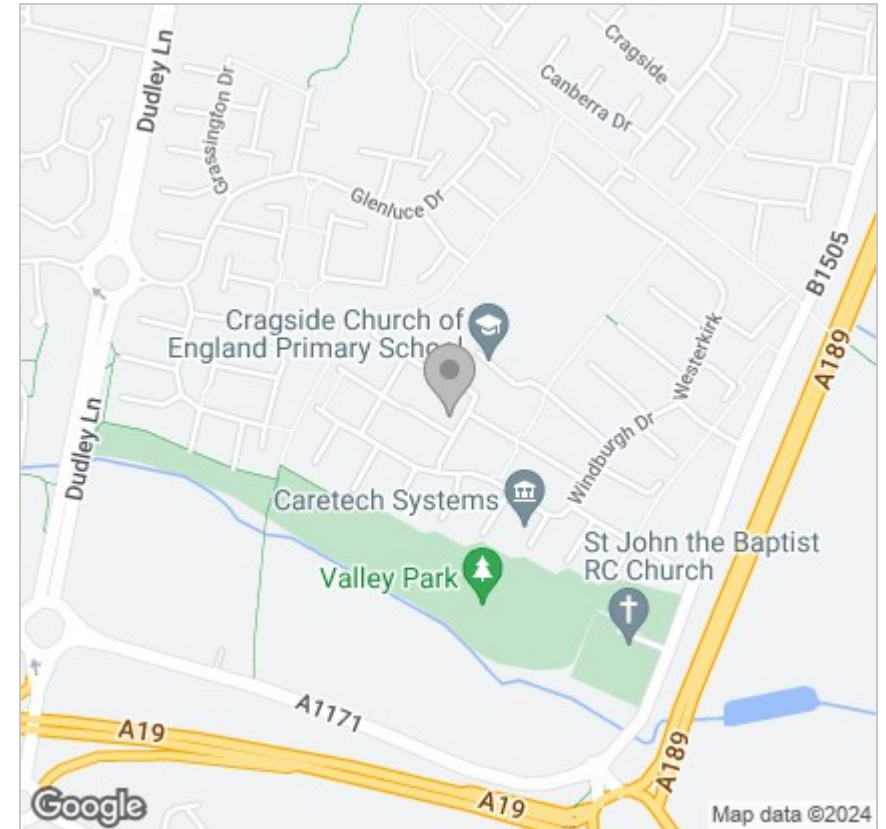 Dudley Ln
Grassington Dr
Cragside
Canberra Dr
Glenluce Dr
B1505
A189
Cragside Church of
England Primary School
Westerkirk
Dudley Ln
Windburgh Dr
Caretech Systems
St John the Baptist
RC Church
Valley Park
A1171
A19
A189
A19
Google
Map data ©2024